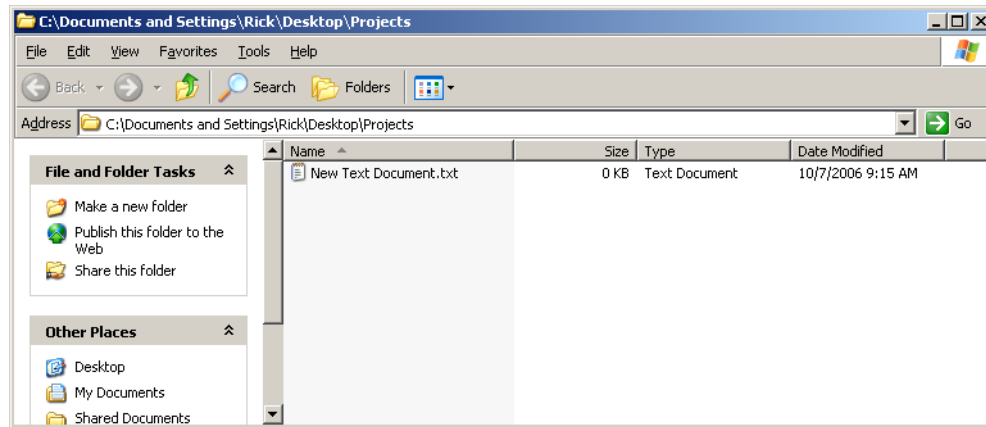 C:\Documents and Settings\Rick\Desktop\Projects
File Edit View Favorites Tools Help
Back Search Folders
Address C:\Documents and Settings\Rick\Desktop\Projects Go
Name Size Type Date Modified
New Text Document.txt 0 KB Text Document 10/7/2006 9:15 AM
File and Folder Tasks
Make a new folder
Publish this folder to the
Web
Share this folder
Other Places
Desktop
My Documents
Shared Documents